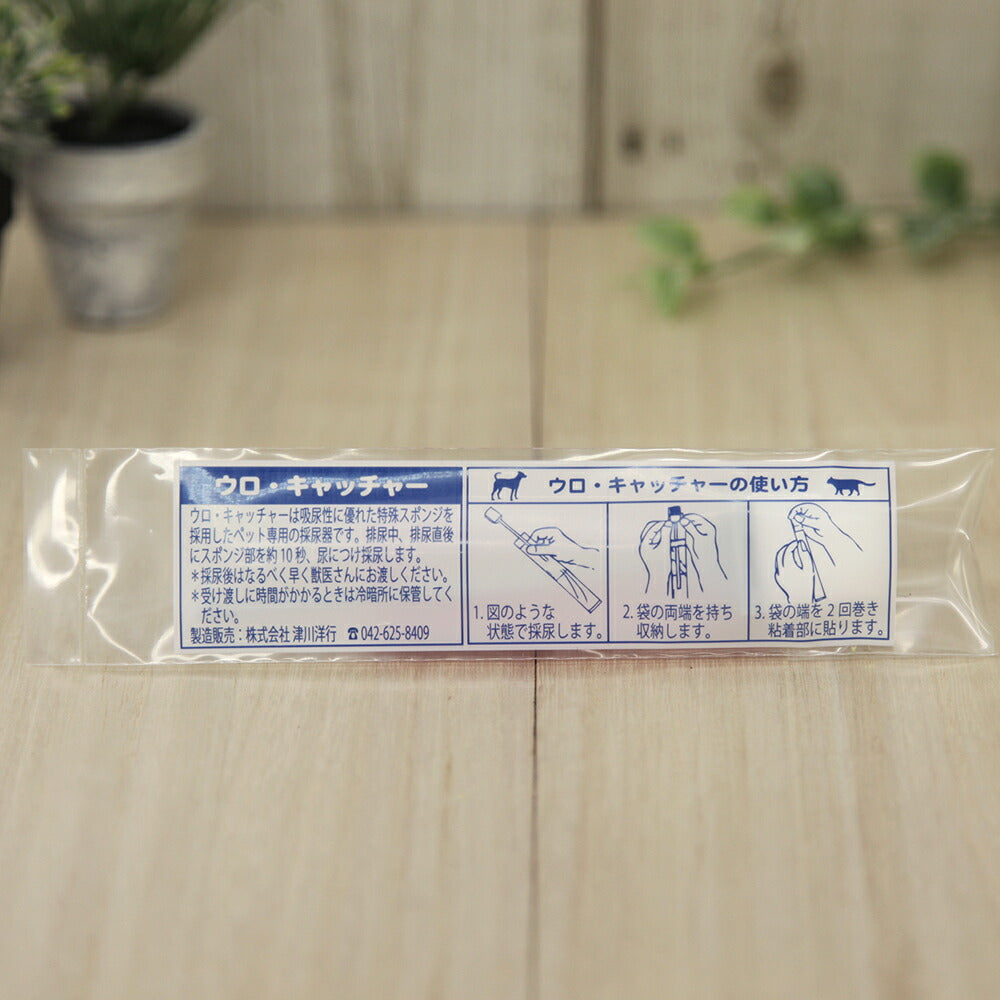 ウロ・キャッチャー
ウロ・キャッチャーは吸尿性に優れた特殊スポンジを
採用したペット専用の採尿器です。排尿中、排尿直後
にスポンジ部を約10秒、尿につけ採尿します。
＊採尿後はなるべく早く獣医さんにお渡しください。
＊受け渡しに時間がかかるときは冷暗所に保管してく
ださい。
製造販売：株式会社 津川洋行 ☎042-625-8409
ウロ・キャッチャーの使い方
1. 図のような
状態で採尿します。
2. 袋の両端を持ち
収納します。
3. 袋の端を2回巻き
粘着部に貼ります。